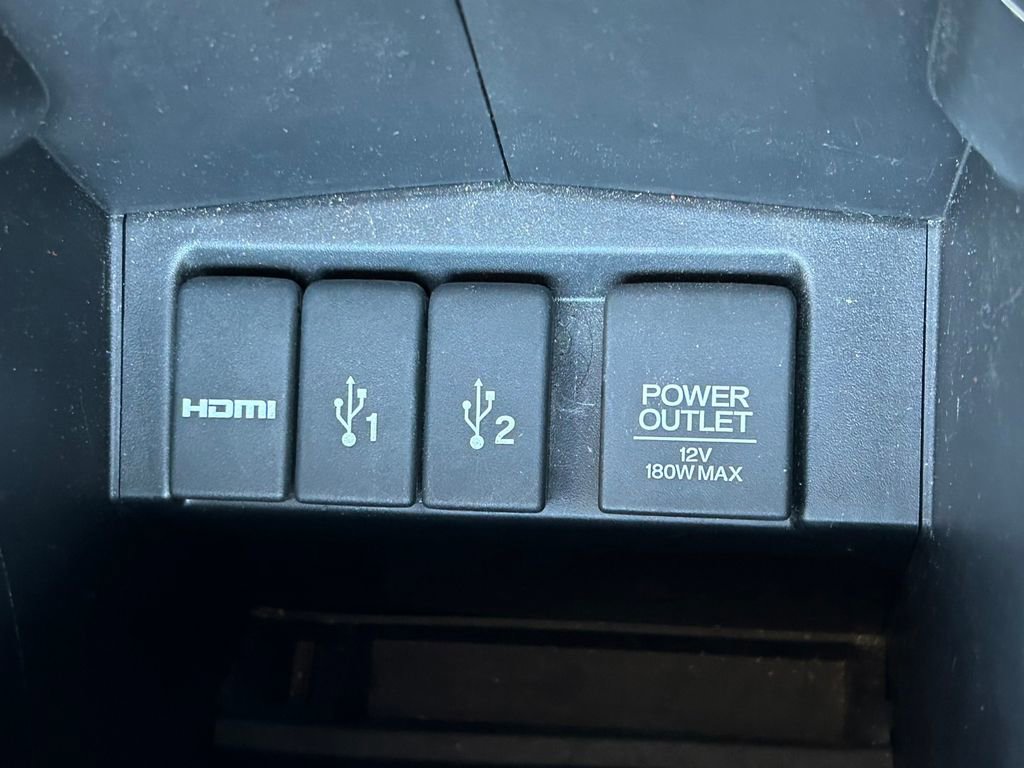 HDMI
1
2
POWER
OUTLET
12V
180W MAX